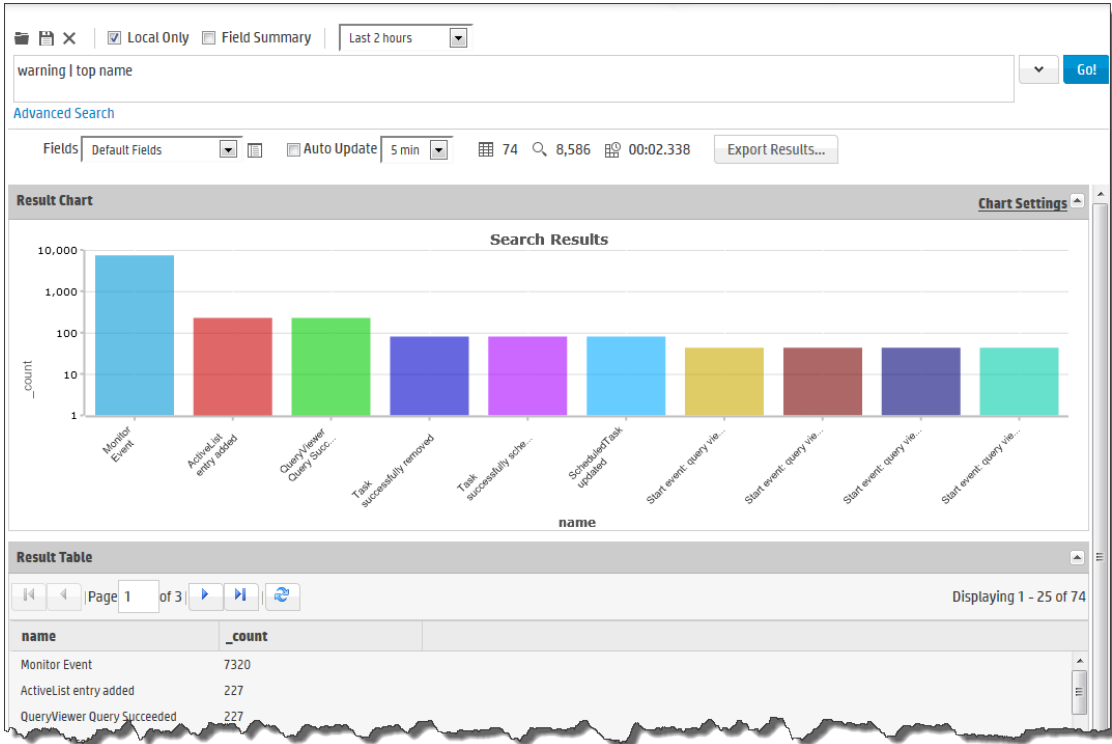 Local Only Field Summary Last 2 hours
warning | top name
Go!
Advanced Search
Fields Default Fields Auto Update 5 min 74 8,586 00:02.338 Export Results...
Result Chart Chart Settings
Search Results
10,000
1,000
100
10
1
_count
Monitor
Event
ActiveList
entry added
QueryViewer
Query Succ...
Task
successfully removed
Task
successfully sche...
ScheduledTask
updated
Start event: query vie...
Start event: query vie...
Start event: query vie...
Start event: query vie...
name
Result Table
Page 1 of 3 Displaying 1 - 25 of 74
name _count
Monitor Event 7320
ActiveList entry added 227
QueryViewer Query Succeeded 227